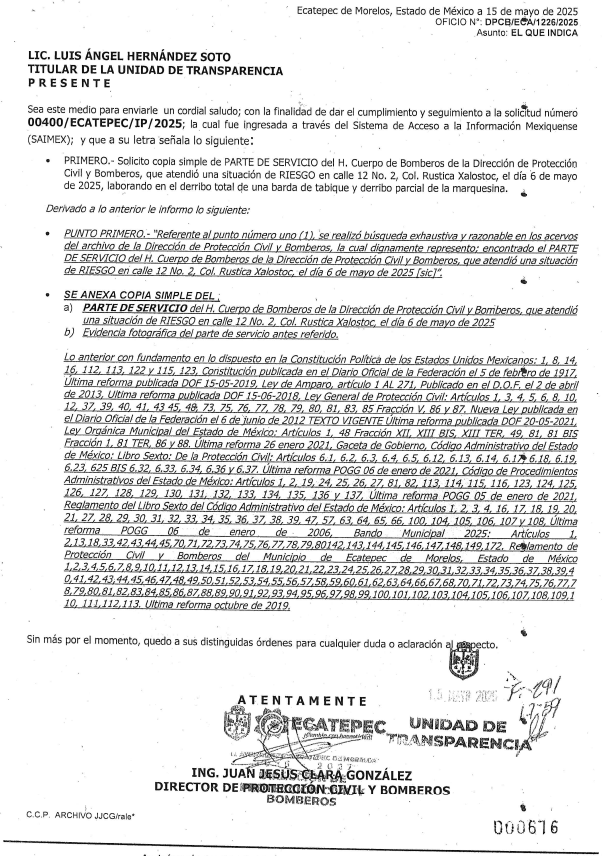 Ecatepec de Morelos, Estado de México a 15 de mayo de 2025
OFICIO N°: DPCB/ECA/1226/2025
Asunto: EL QUE INDICA
LIC. LUIS ÁNGEL HERNÁNDEZ SOTO
TITULAR DE LA UNIDAD DE TRANSPARENCIA
P R E S E N T E
Sea este medio para enviarle un cordial saludo; con la finalidad de dar el cumplimiento y seguimiento a la solicitud número
00400/ECATEPEC/IP/2025; la cual fue ingresada a través del Sistema de Acceso a la Información Mexiquense
(SAIMEX); y que a su letra señala lo siguiente:
• PRIMERO.- Solicito copia simple de PARTE DE SERVICIO del H. Cuerpo de Bomberos de la Dirección de Protección
Civil y Bomberos, que atendió una situación de RIESGO en calle 12 No. 2, Col. Rustica Xalostoc, el día 6 de mayo
de 2025, laborando en el derribo total de una barda de tabique y derribo parcial de la marquesina.
Derivado a lo anterior le informo lo siguiente:
• PUNTO PRIMERO.- "Referente al punto número uno (1), se realizó búsqueda exhaustiva y razonable en los acervos
del archivo de la Dirección de Protección Civil y Bomberos, la cual dignamente represento; encontrado el PARTE
DE SERVICIO del H. Cuerpo de Bomberos de la Dirección de Protección Civil y Bomberos, que atendió una situación
de RIESGO en calle 12 No. 2, Col. Rustica Xalostoc, el día 6 de mayo de 2025 [sic]".
• SE ANEXA COPIA SIMPLE DEL ;
a) PARTE DE SERVICIO del H. Cuerpo de Bomberos de la Dirección de Protección Civil y Bomberos, que atendió
una situación de RIESGO en calle 12 No. 2, Col. Rustica Xalostoc, el día 6 de mayo de 2025
b) Evidencia fotográfica del parte de servicio antes referido.
Lo anterior con fundamento en lo dispuesto en la Constitución Política de los Estados Unidos Mexicanos: 1, 8, 14,
16, 112, 113, 122 y 115, 123, Constitución publicada en el Diario Oficial de la Federación el 5 de febrero de 1917,
Última reforma publicada DOF 15-05-2019, Ley de Amparo, artículo 1 AL 271, Publicado en el D.O.F. el 2 de abril
de 2013, Ultima reforma publicada DOF 15-06-2018, Ley General de Protección Civil: Artículos 1, 3, 4, 5, 6, 8, 10,
12, 37, 39, 40, 41, 43 45, 48, 73, 75, 76, 77, 78, 79, 80, 81, 83, 85 Fracción V, 86 y 87. Nueva Ley publicada en
el Diario Oficial de la Federación el 6 de junio de 2012 TEXTO VIGENTE Última reforma publicada DOF 20-05-2021,
Ley Orgánica Municipal del Estado de México: Artículos 1, 48 Fracción XII, XIII BIS, XIII TER, 49, 81, 81 BIS
Fracción 1, 81 TER, 86 y 88. Última reforma 26 enero 2021, Gaceta de Gobierno, Código Administrativo del Estado
de México: Libro Sexto: De la Protección Civil; Artículos 6.1, 6.2, 6.3, 6.4, 6.5, 6.12, 6.13, 6.14, 6.17, 6.18, 6.19,
6.23, 625 BIS 6.32, 6.33, 6.34, 6.36 y 6.37. Última reforma POGG 06 de enero de 2021, Código de Procedimientos
Administrativos del Estado de México: Artículos 1, 2, 19, 24, 25, 26, 27, 81, 82, 113, 114, 115, 116, 123, 124, 125,
126, 127, 128, 129, 130, 131, 132, 133, 134, 135, 136 y 137, Última reforma POGG 05 de enero de 2021,
Reglamento del Libro Sexto del Código Administrativo del Estado de México: Artículos 1, 2, 3, 4, 16, 17, 18, 19, 20,
21, 27, 28, 29, 30, 31, 32, 33, 34, 35, 36, 37, 38, 39, 47, 57, 63, 64, 65, 66, 100, 104, 105, 106, 107 y 108, Última
reforma POGG 06 de enero de 2006, Bando Municipal 2025: Artículos 1,
2,13,18,33,42,43,44,45,70,71,72,73,74,75,76,77,78,79,80142,143,144,145,146,147,148,149,172. Reglamento de
Protección Civil y Bomberos del Municipio de Ecatepec de Morelos, Estado de México
1,2,3,4,5,6,7,8,9,10,11,12,13,14,15,16,17,18,19,20,21,22,23,24,25,26,27,28,29,30,31,32,33,34,35,36,37,38,39,4
0,41,42,43,44,45,46,47,48,49,50,51,52,53,54,55,56,57,58,59,60,61,62,63,64,66,67,68,70,71,72,73,74,75,76,77,7
8,79,80,81,82,83,84,85,86,87,88,89,90,91,92,93,94,95,96,97,98,99,100,101,102,103,104,105,106,107,108,109,11
0, 111,112,113. Ultima reforma octubre de 2019.
Sin más por el momento, quedo a sus distinguidas órdenes para cualquier duda o aclaración al respecto.
15 MAYO 2025
A T E N T A M E N T E
ECATEPEC
UNIDAD DE
TRANSPARENCIA
ING. JUAN JESUS CLARA GONZÁLEZ
DIRECTOR DE PROTECCIÓN CIVIL Y BOMBEROS
BOMBEROS
C.C.P. ARCHIVO JJCG/rale*
000676